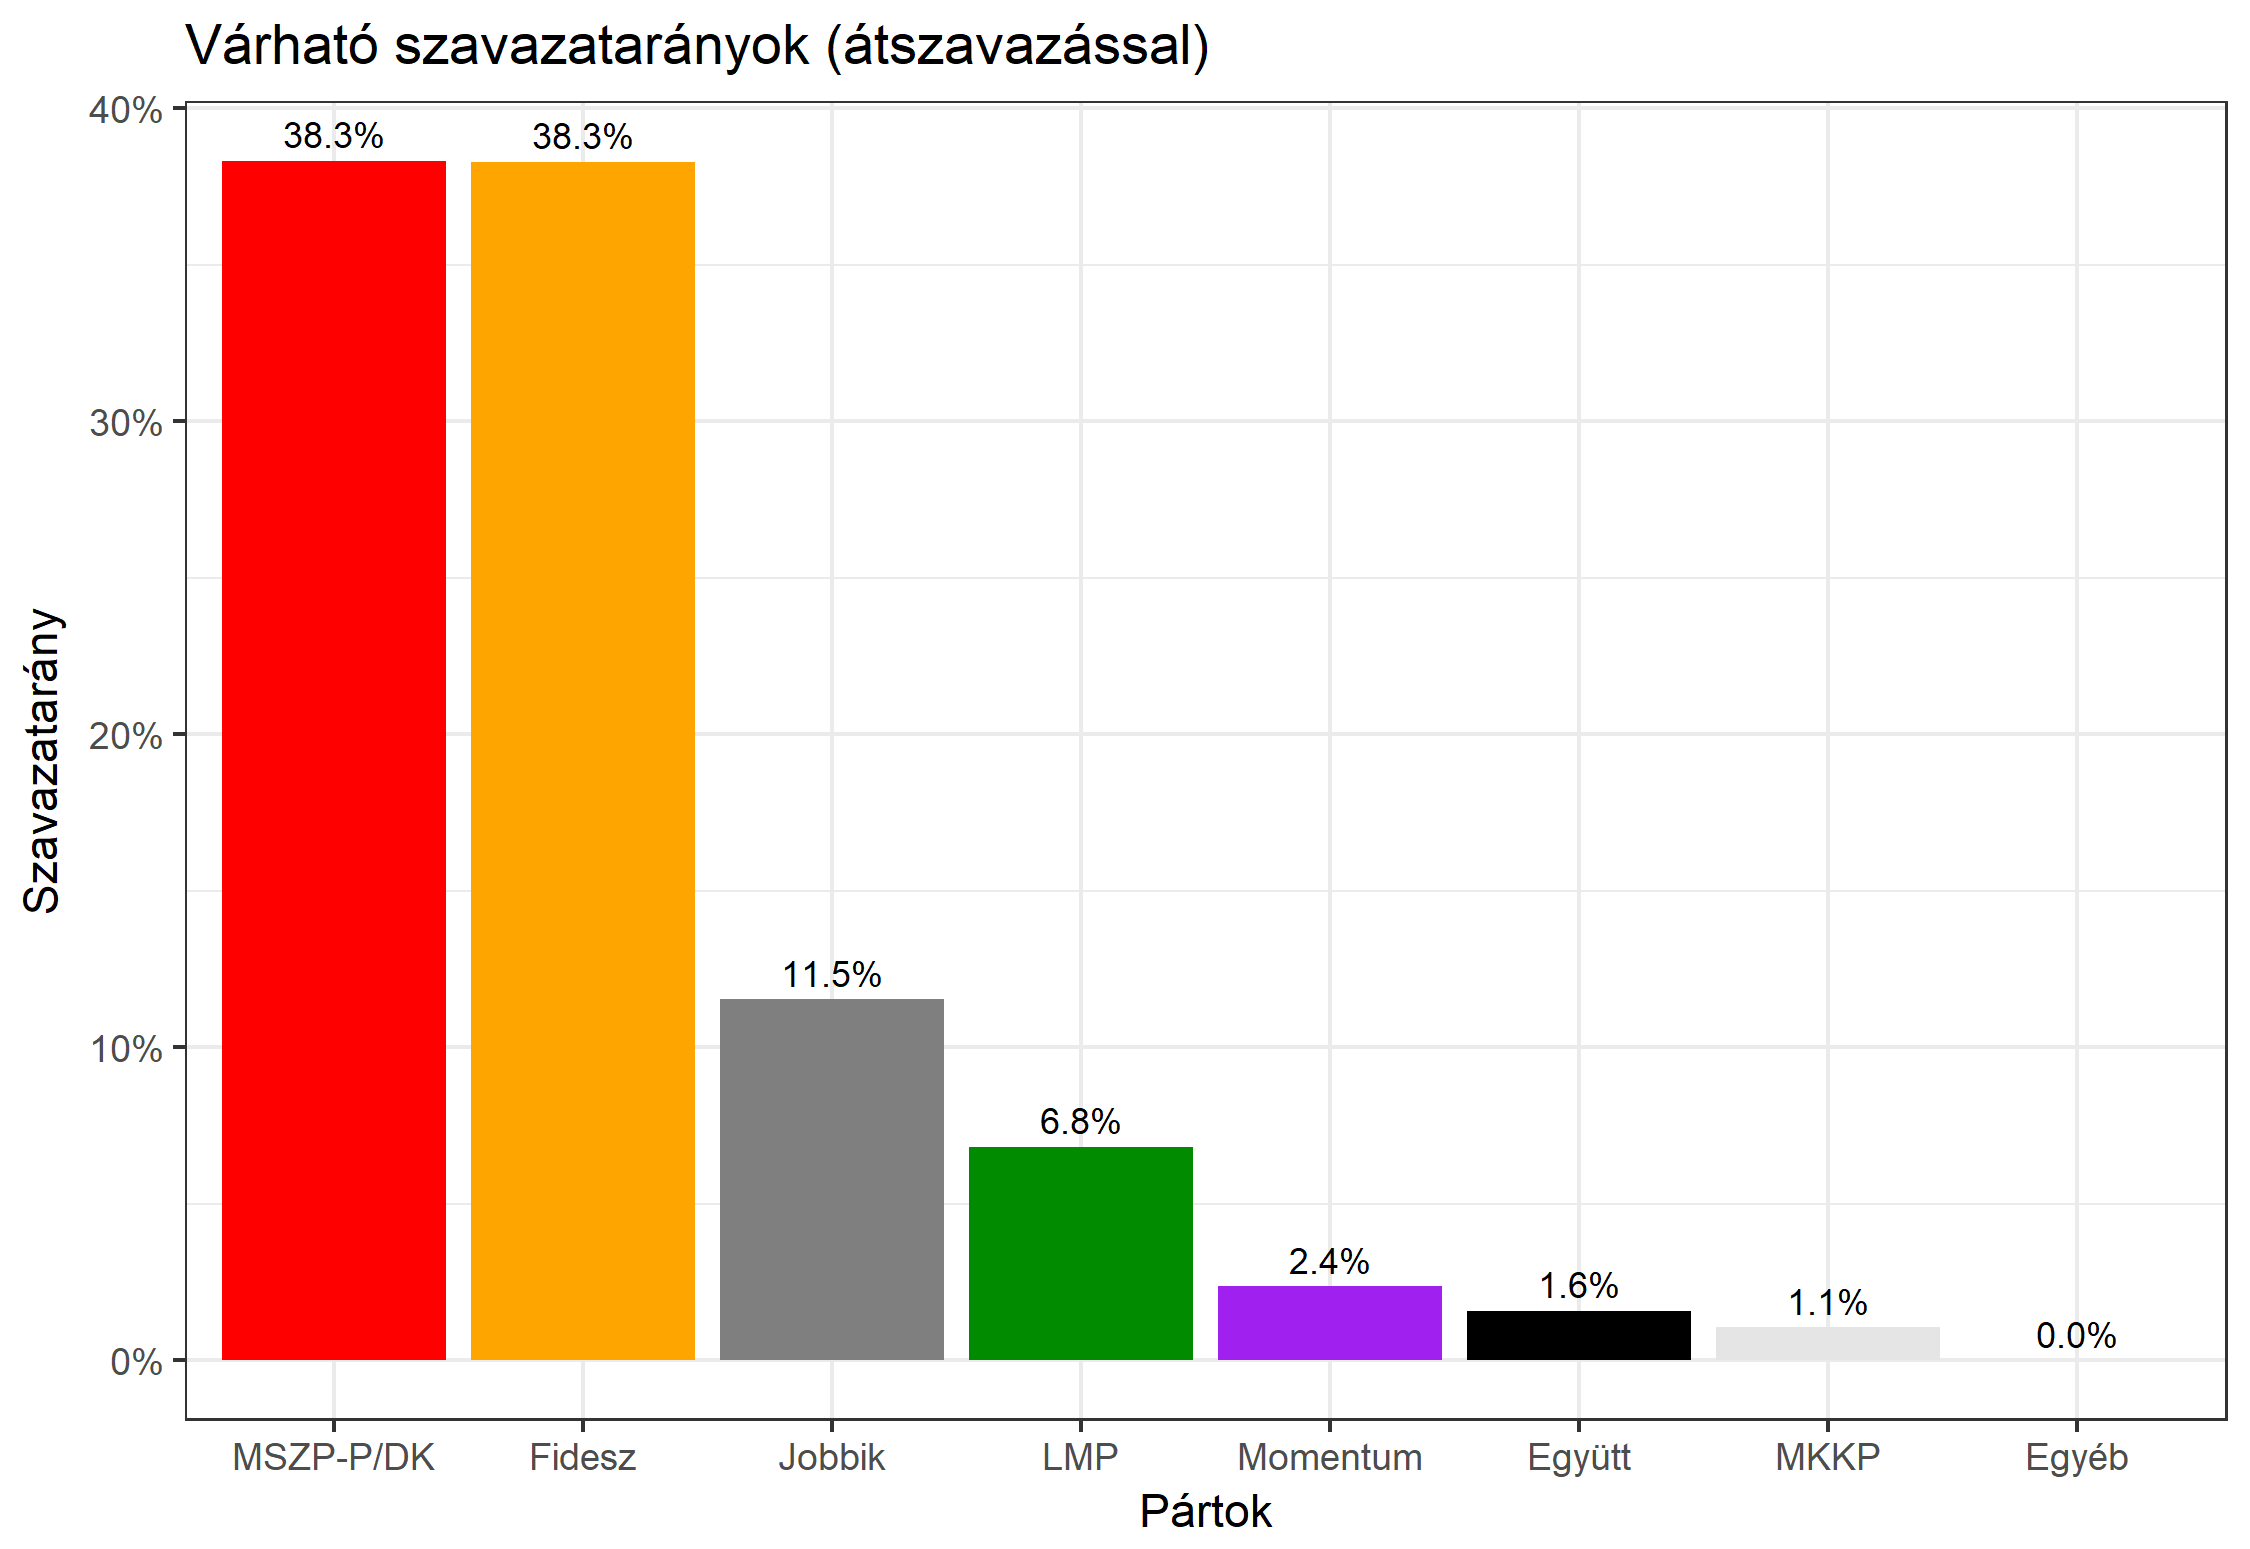 Várható szavazatarányok (átszavazással)
40%
30%
20%
10%
0%
Szavazatarány
38.3%
38.3%
11.5%
6.8%
2.4%
1.6%
1.1%
0.0%
MSZP-P/DK
Fidesz
Jobbik
LMP
Momentum
Együtt
MKKP
Egyéb
Pártok